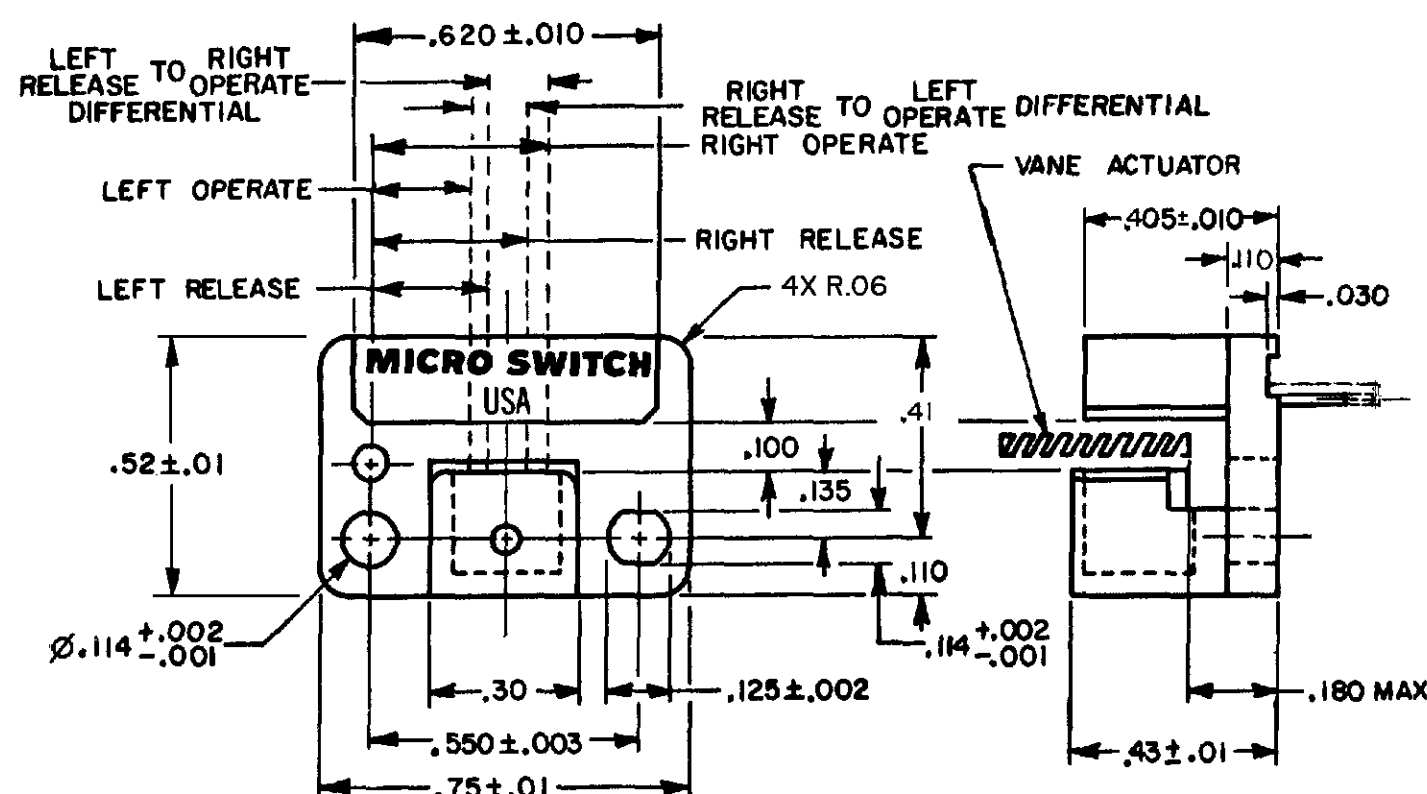 .620 ±.010
LEFT RELEASE TO RIGHT OPERATE DIFFERENTIAL
RIGHT RELEASE TO LEFT OPERATE DIFFERENTIAL
RIGHT OPERATE
VANE ACTUATOR
LEFT OPERATE
.405±.010
RIGHT RELEASE
.110
LEFT RELEASE
4X R.06
.030
MICRO SWITCH
USA
.41
.100
.52±.01
.135
.110
Ø.114 +.002 -.001
.114 +.002 -.001
.30
.125±.002
.180 MAX
.550±.003
.43±.01
.75±.01